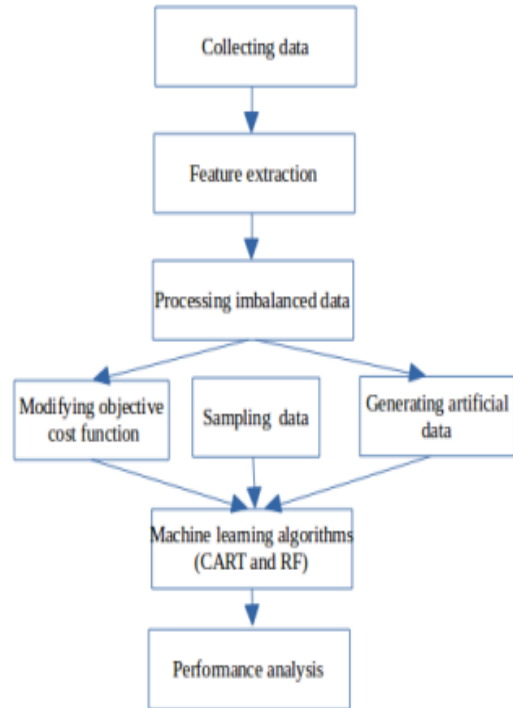 Collecting data
Feature extraction
Processing imbalanced data
Modifying objective
cost function
Sampling data
Generating artificial
data
Machine learning algorithms
(CART and RF)
Performance analysis